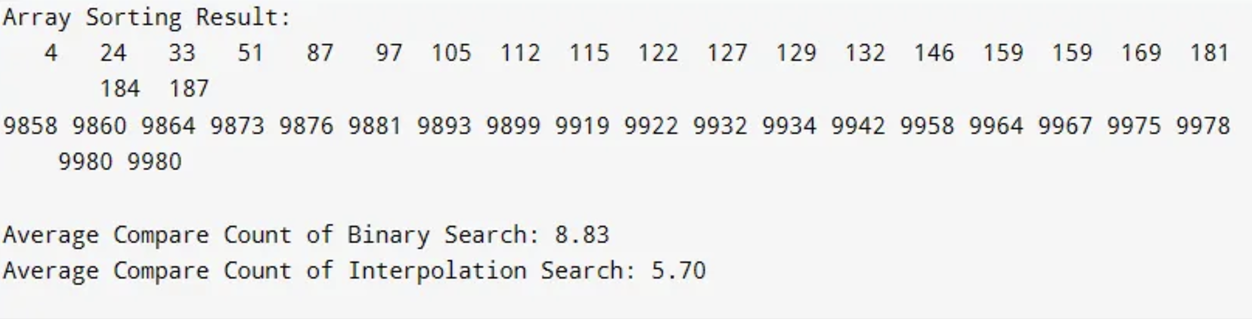 Array Sorting Result:
4 24 33 51 87 97 105 112 115 122 127 129 132 146 159 159 169 181
184 187
9858 9860 9864 9873 9876 9881 9893 9899 9919 9922 9932 9934 9942 9958 9964 9967 9975 9978
9980 9980
Average Compare Count of Binary Search: 8.83
Average Compare Count of Interpolation Search: 5.70